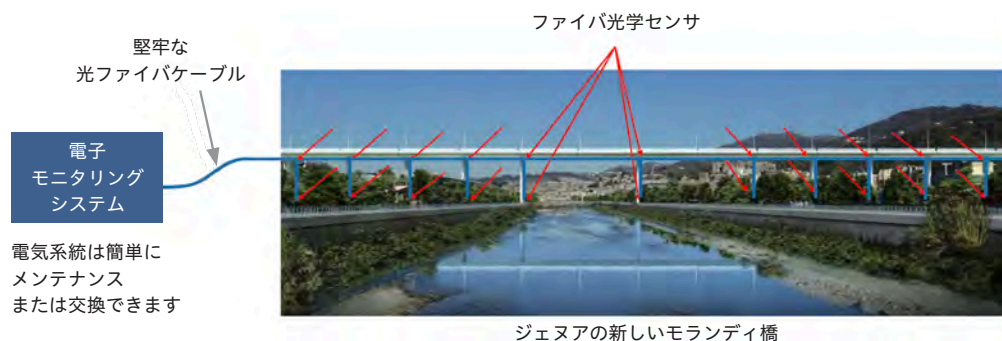 ファイバ光学センサ
堅牢な
光ファイバケーブル
電子
モニタリング
システム
電気系統は簡単に
メンテナンス
または交換できます
ジェヌアの新しいモランディ橋